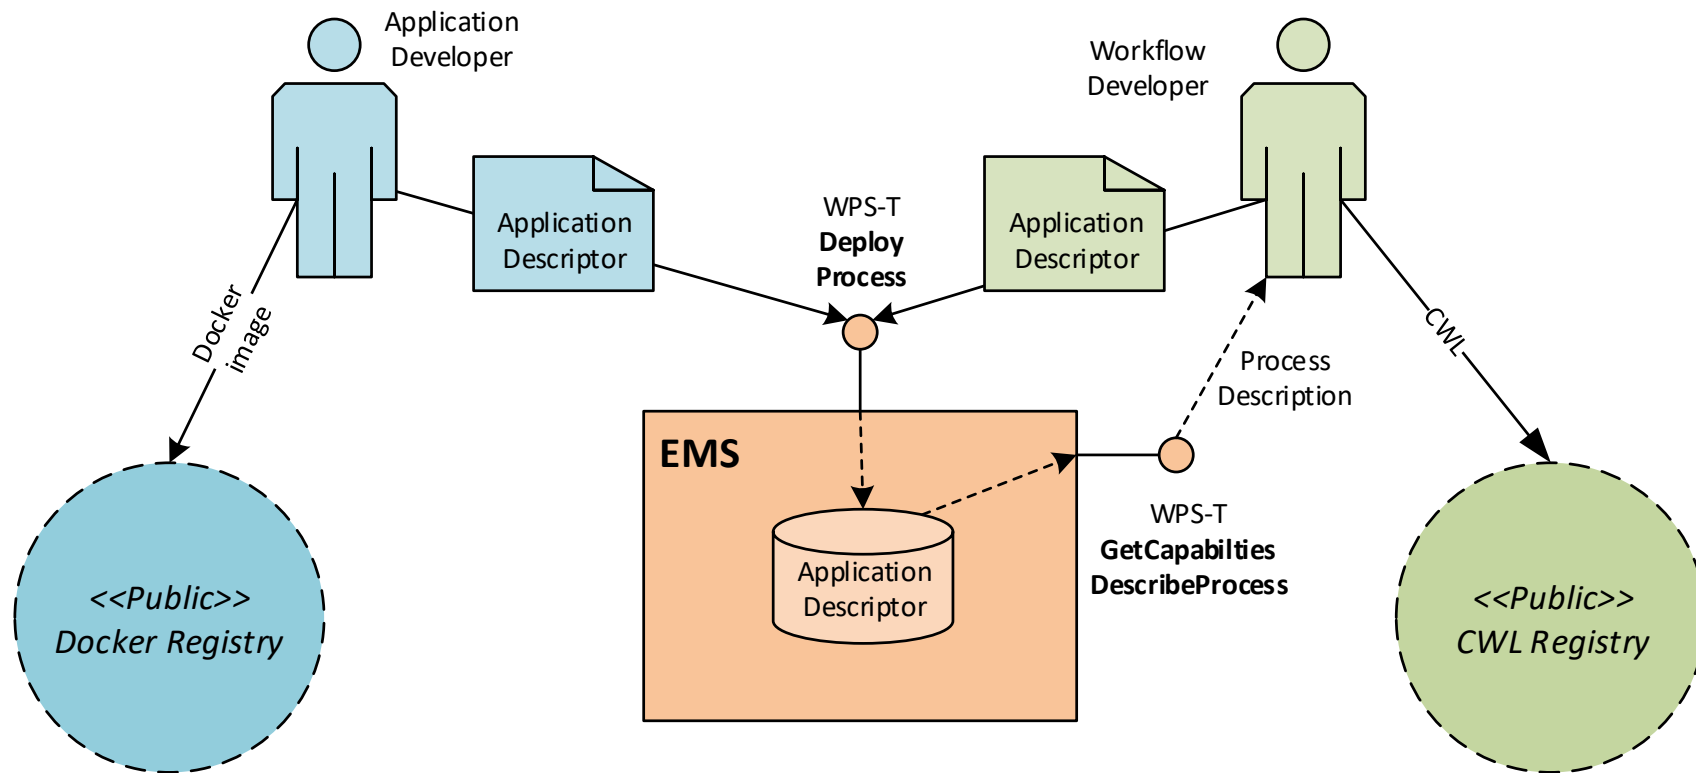 Application
Developer
Workflow
Developer
Application
Descriptor
WPS-T
Deploy
Process
Application
Descriptor
Docker
image
CWL
Process
Description
EMS
WPS-T
GetCapabilties
DescribeProcess
Application
Descriptor
<<Public>>
Docker Registry
<<Public>>
CWL Registry